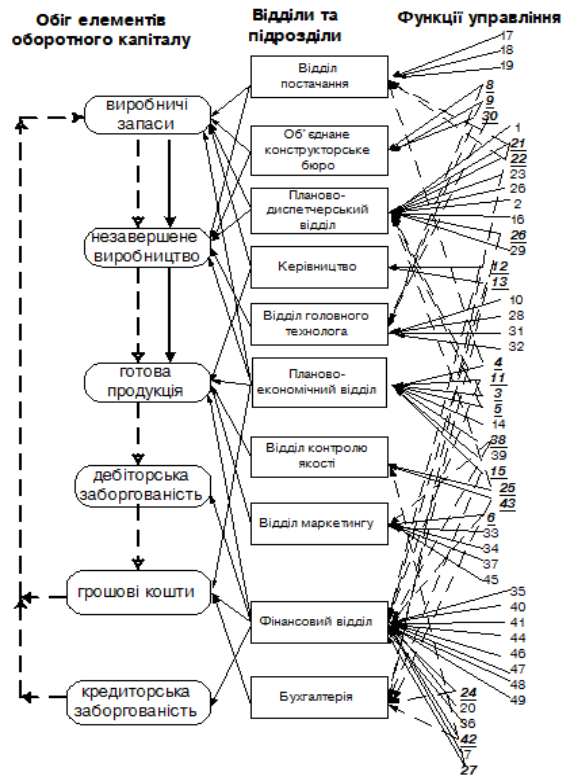 Обіг елементів
оборотного капіталу
Відділи та
підрозділи
Функції управління
виробничі
запаси
незавершене
виробництво
готова
продукція
дебіторська
заборгованість
грошові кошти
кредиторська
заборгованість
Відділ
постачання
Об'єднане
конструкторське
бюро
Планово-
диспетчерський
відділ
Керівництво
Відділ головного
технолога
Планово-
економічний відділ
Відділ контролю
якості
Відділ маркетингу
Фінансовий відділ
Бухгалтерія
17
18
19
8
9
30
1
21
22
23
26
2
16
26
29
12
13
10
28
31
32
4
11
3
5
14
38
39
15
25
43
6
33
34
37
45
35
40
41
44
46
47
48
49
24
20
36
42
7
27